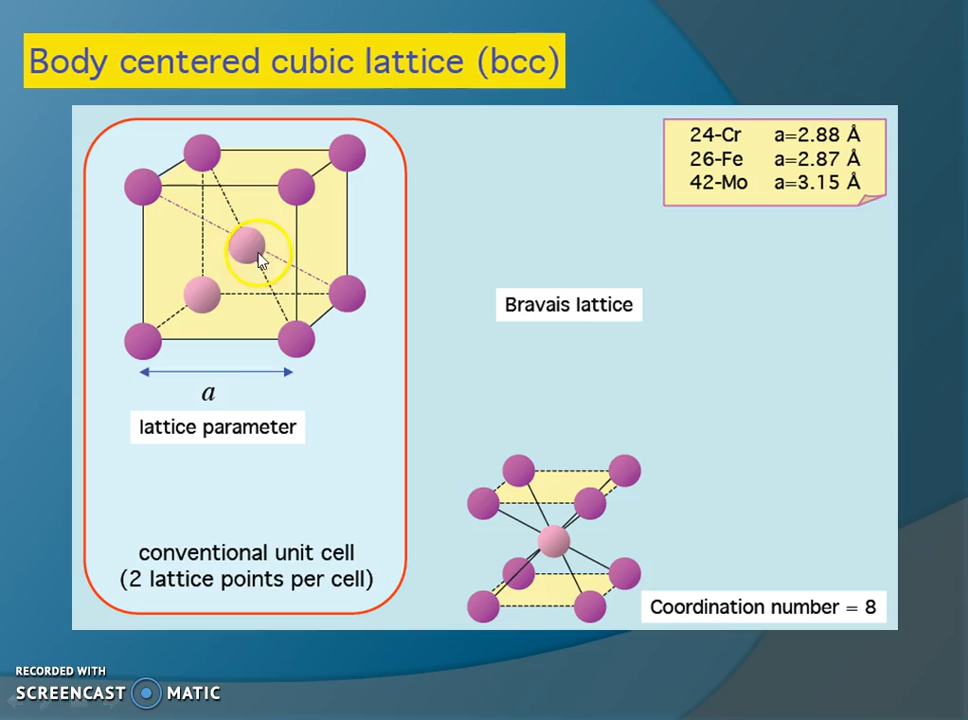 Body centered cubic lattice (bcc)
24-Cr a=2.88 Å
26-Fe a=2.87 Å
42-Mo a=3.15 Å
Bravais lattice
a
lattice parameter
conventional unit cell
(2 lattice points per cell)
Coordination number = 8
RECORDED WITH
SCREENCAST MATIC